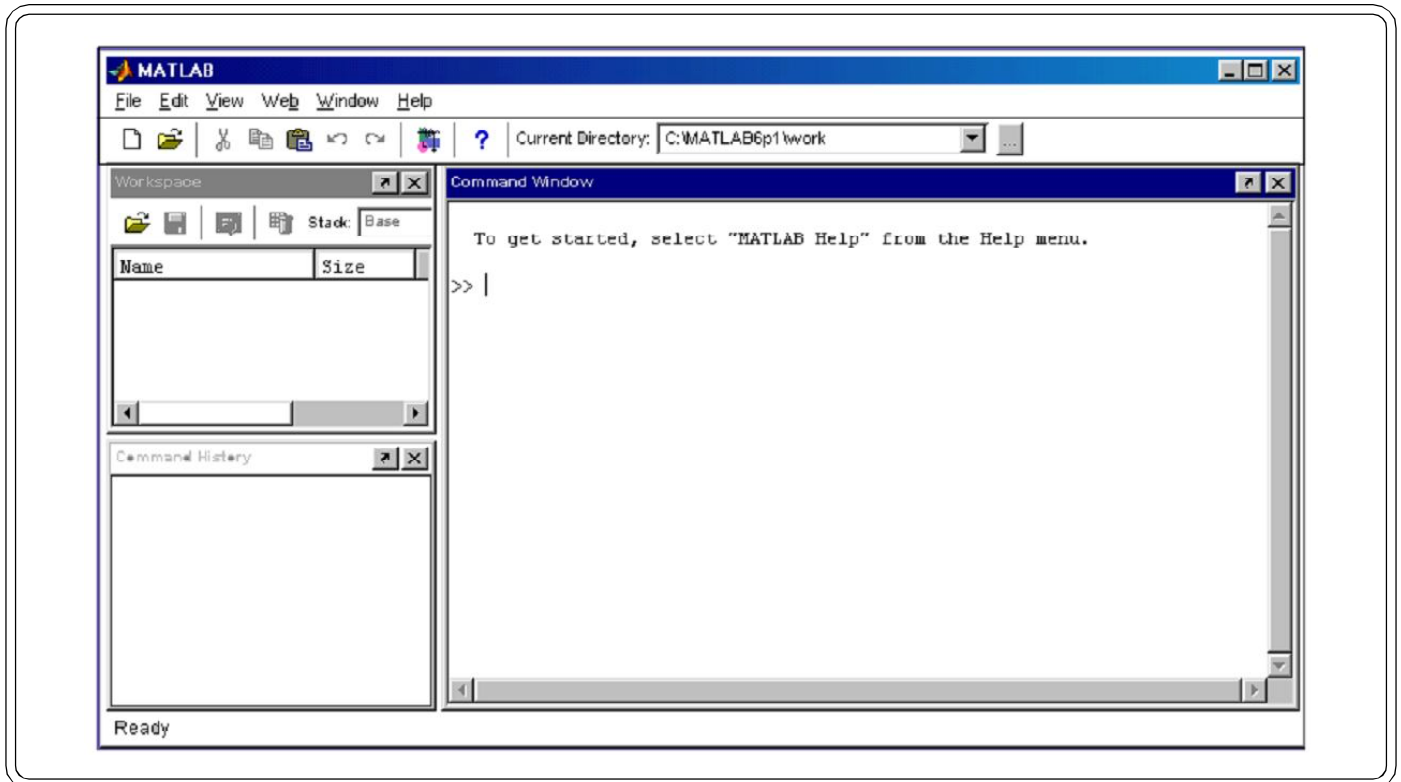 MATLAB
File Edit View Web Window Help
? Current Directory: C:\MATLAB6p1\work ...
Workspace
Stack: Base
Name Size
Command Window
To get started, select "MATLAB Help" from the Help menu.
>>
Command History
Ready